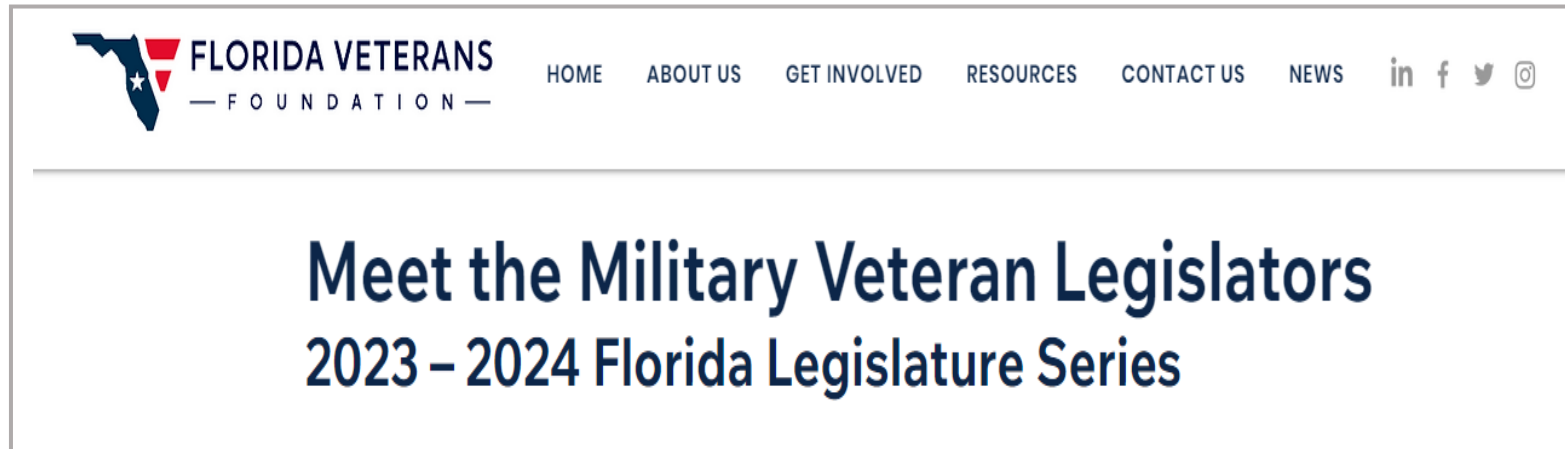 FLORIDA VETERANS
— FOUNDATION —
HOME ABOUT US GET INVOLVED RESOURCES CONTACT US NEWS in f
Meet the Military Veteran Legislators
2023 – 2024 Florida Legislature Series